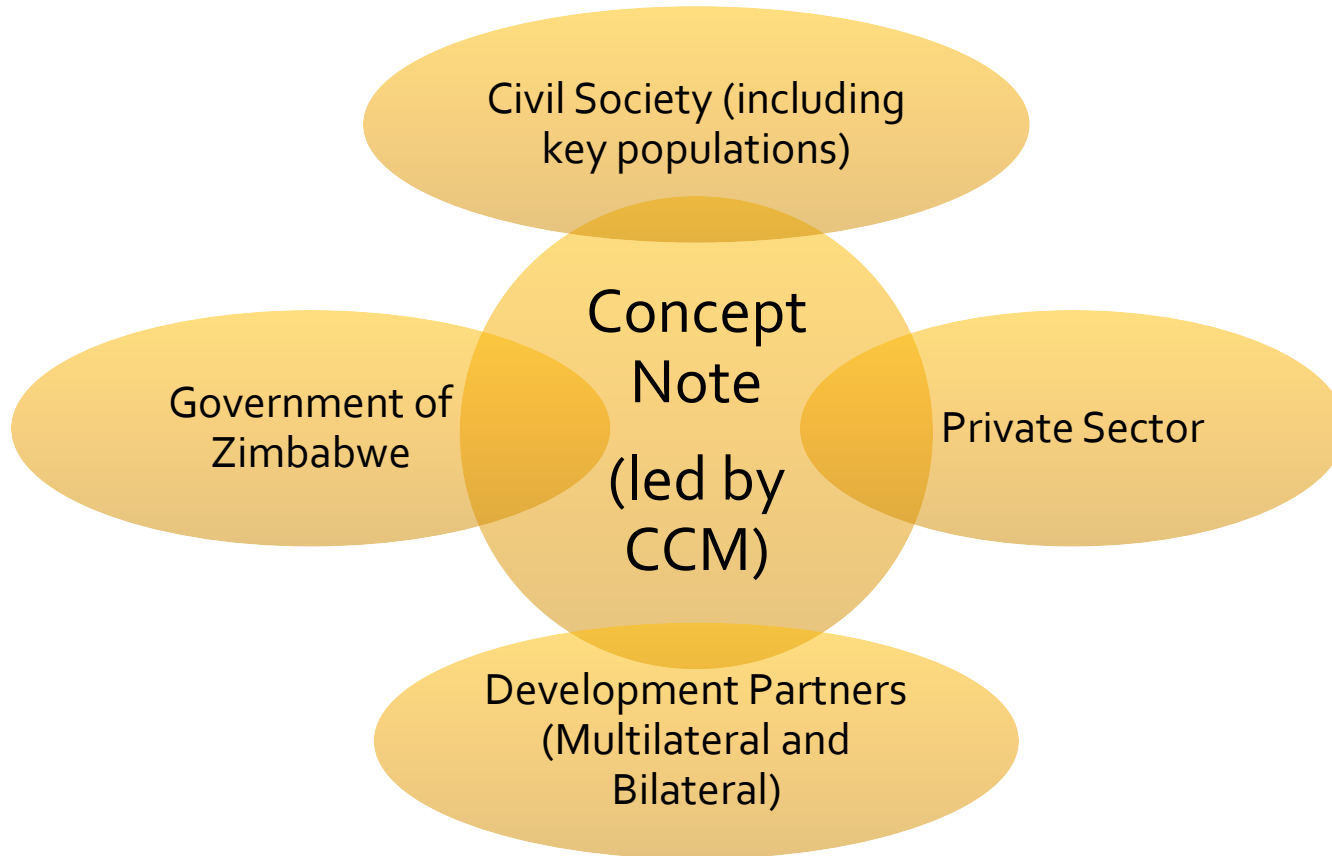 Civil Society (including
key populations)
Concept
Note
(led by
CCM)
Government of
Zimbabwe
Private Sector
Development Partners
(Multilateral and
Bilateral)